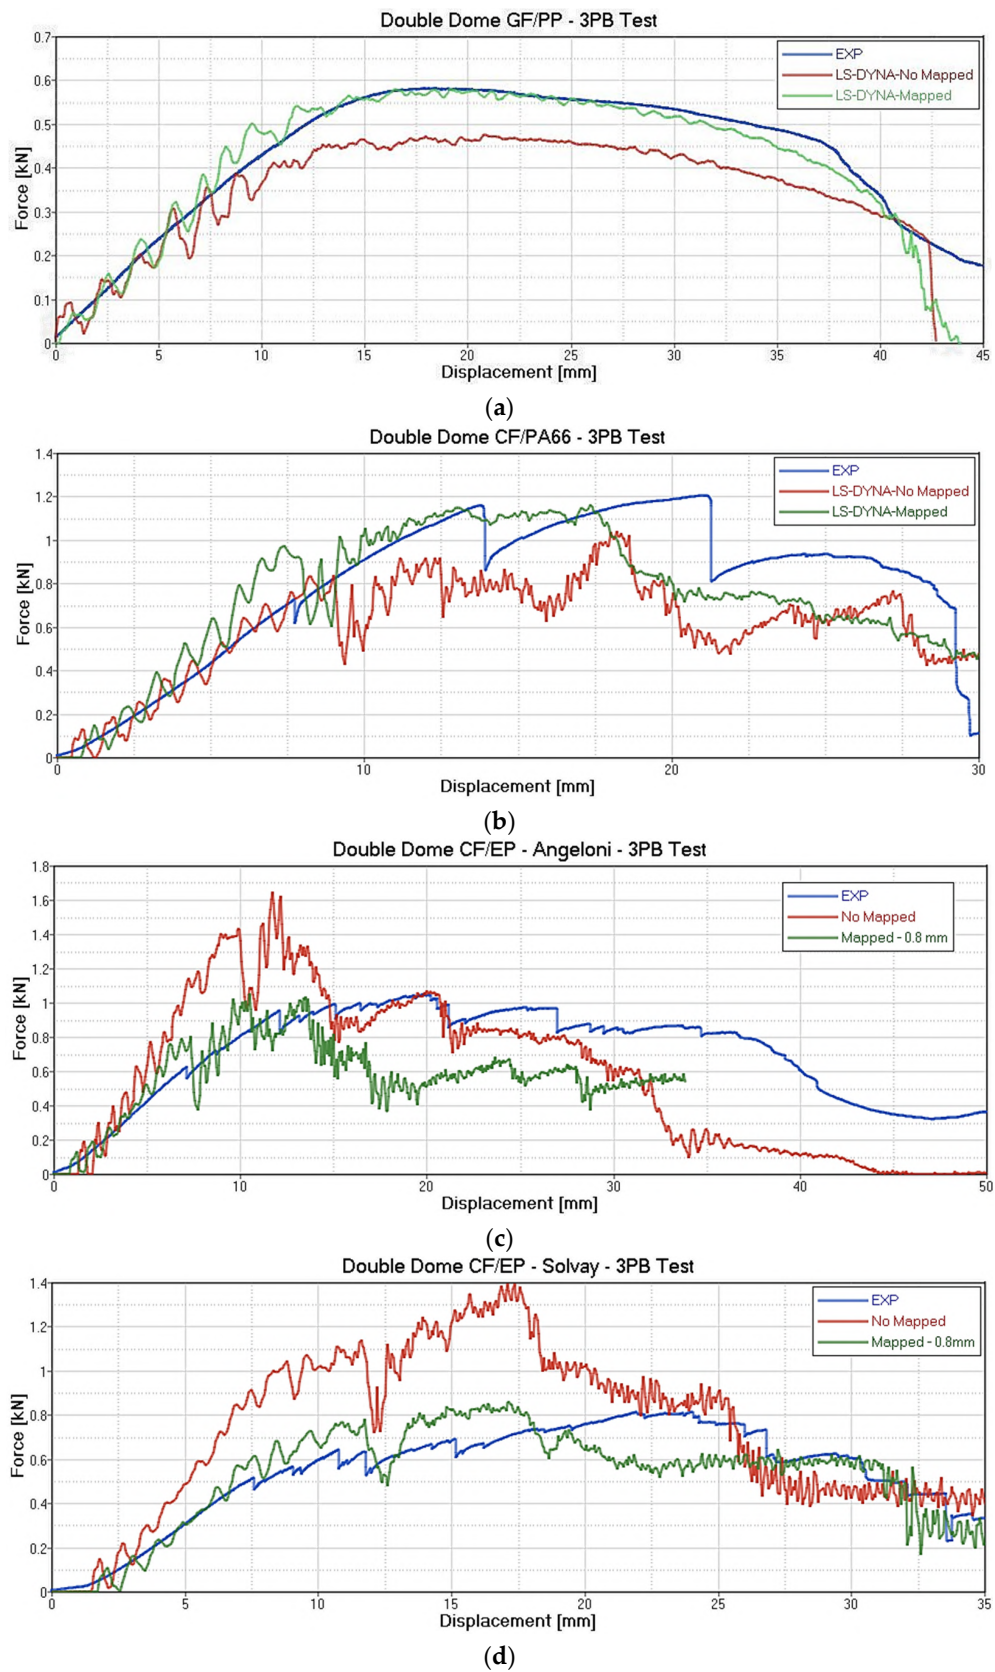 Double Dome GF/PP - 3PB Test
0.7
0.6
0.5
0.4
0.3
0.2
0.1
0
Force [kN]
EXP
LS-DYNA-No Mapped
LS-DYNA-Mapped
0 5 10 15 20 25 30 35 40 45
Displacement [mm]
(a)
Double Dome CF/PA66 - 3PB Test
1.4
1.2
1
0.8
0.6
0.4
0.2
0
Force [kN]
EXP
LS-DYNA-No Mapped
LS-DYNA-Mapped
0 10 20 30
Displacement [mm]
(b)
Double Dome CF/EP - Angeloni - 3PB Test
1.8
1.6
1.4
1.2
1
0.8
0.6
0.4
0.2
0
Force [kN]
EXP
No Mapped
Mapped - 0.8 mm
0 10 20 30 40 50
Displacement [mm]
(c)
Double Dome CF/EP - Solvay - 3PB Test
1.4
1.2
1
0.8
0.6
0.4
0.2
0
Force [kN]
EXP
No Mapped
Mapped - 0.8mm
0 5 10 15 20 25 30 35
Displacement [mm]
(d)